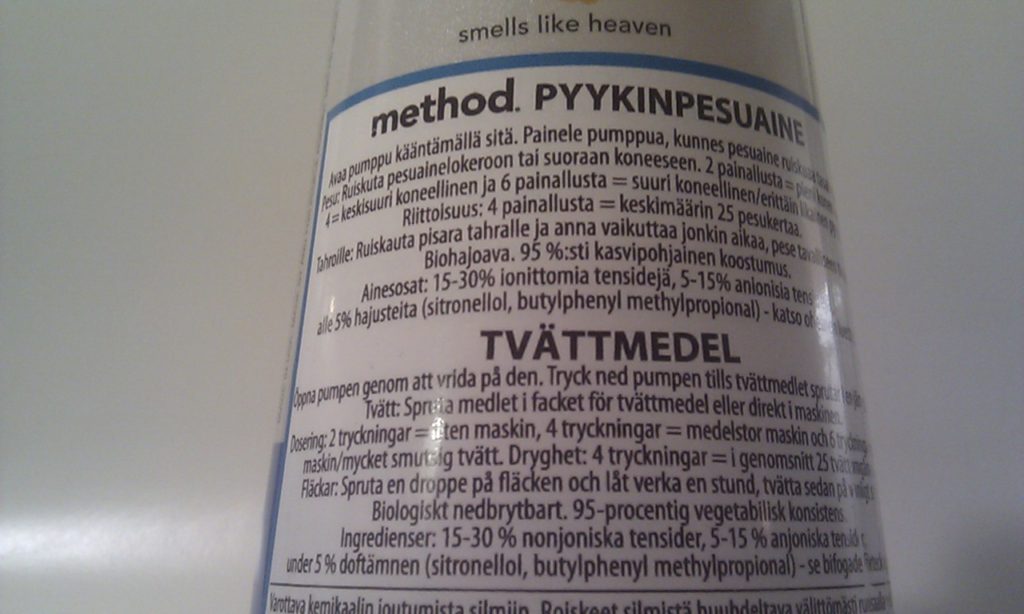 smells like heaven
method. PYYKINPESUAINE
Avaa pumppu kääntämällä sitä. Painele pumppua, kunnes pesuaine
Pesu: Ruiskuta pesuainelokeroon tai suoraan koneeseen. 2 painallusta =
4 = keskisuuri koneellinen ja 6 painallusta = suuri koneellinen/erittäin
Riittoisuus: 4 painallusta = keskimäärin 25 pesukertaa.
Tahroille: Ruiskauta pisara tahralle ja anna vaikuttaa jonkin aikaa, pese
Biohajoava. 95 %:sti kasvipohjainen koostumus.
Ainesosat: 15-30% ionittomia tensidejä, 5-15% anionisia
alle 5% hajusteita (sitronellol, butylphenyl methylpropional) - katso
TVÄTTMEDEL
Öppna pumpen genom att vrida på den. Tryck ned pumpen tills tvättmedlet
Tvätt: Spruta medlet i facket för tvättmedel eller direkt i maskinen.
Dosering: 2 tryckningar = liten maskin, 4 tryckningar = medelstor maskin och 6
maskin/mycket smutsig tvätt. Dryghet: 4 tryckningar = i genomsnitt 25
Fläckar: Spruta en droppe på fläcken och låt verka en stund, tvätta sedan på
Biologiskt nedbrytbart. 95-procentig vegetabilisk konsistens.
Ingredienser: 15-30 % nonjoniska tensider, 5-15 % anjoniska
under 5 % doftämnen (sitronellol, butylphenyl methylpropional) - se bifogade
Varottava kemikaalin joutumista silmiin. Roiskeet silmistä huuhdeltava välittömästi